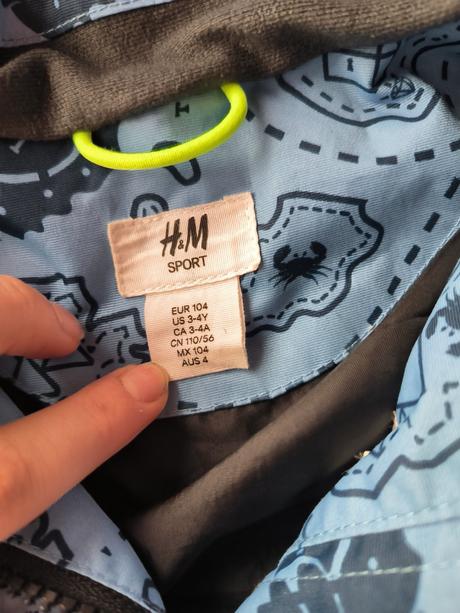 H&M
SPORT
EUR 104
US 3-4Y
CA 3-4A
CN 110/56
MX 104
AUS 4